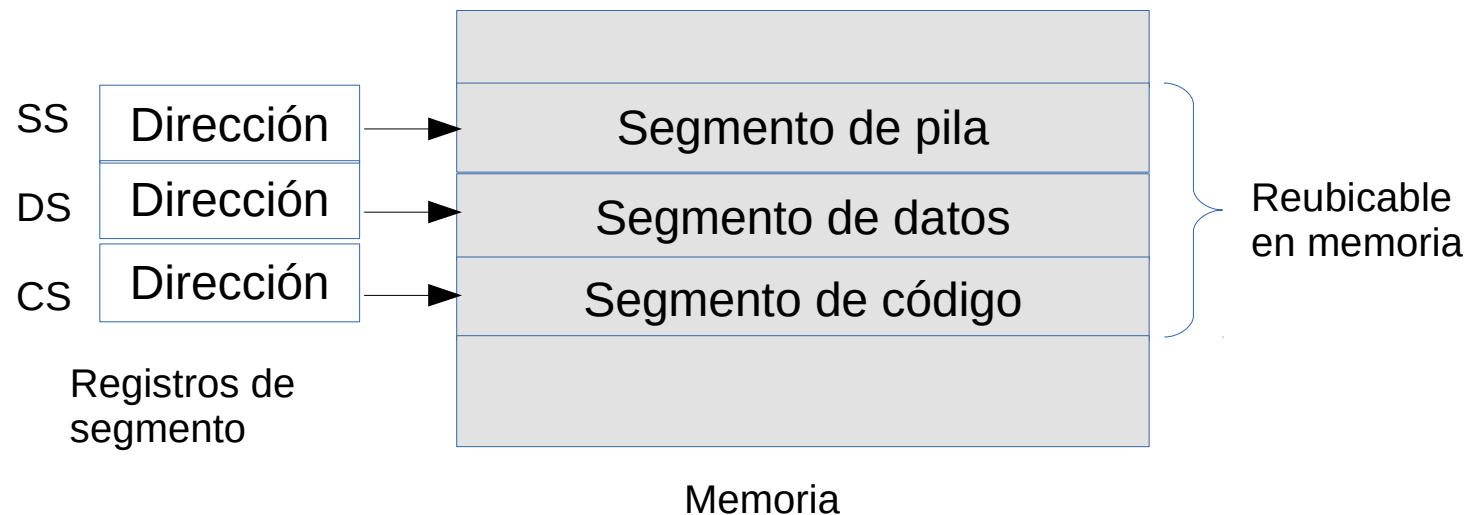 SS
Dirección
Segmento de pila
DS
Dirección
Segmento de datos
CS
Dirección
Segmento de código
Reubicable
en memoria
Registros de
segmento
Memoria